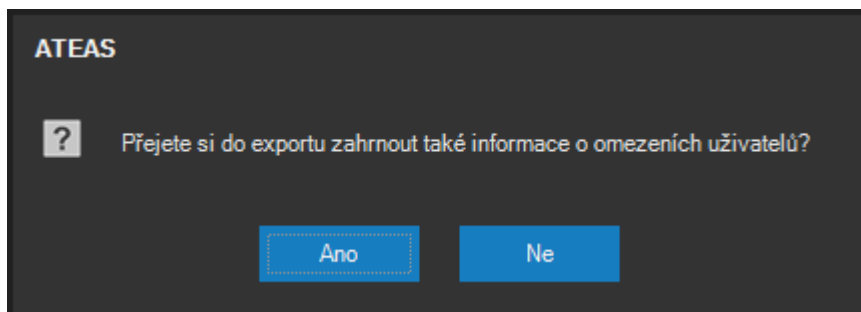 ATEAS
?
Přejete si do exportu zahrnout také informace o omezeních uživatelů?
Ano
Ne